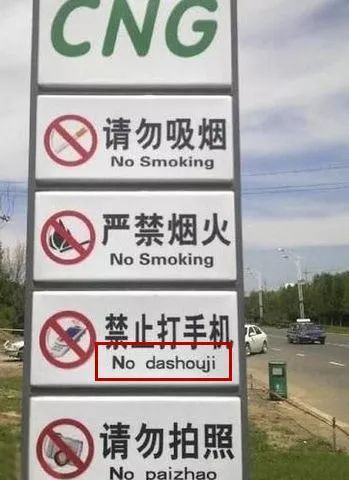 CNG
请勿吸烟
No Smoking
严禁烟火
No Smoking
禁止打手机
No dashouji
请勿拍照
No paizhao